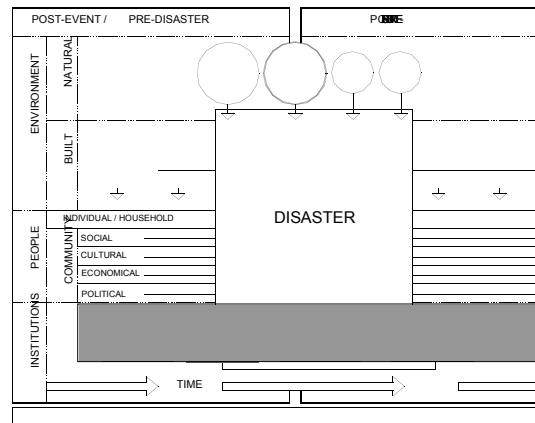 POST-EVENT / PRE-DISASTER
NATURAL
ENVIRONMENT
BUILT
INDIVIDUAL / HOUSEHOLD
DISASTER
PEOPLE
COMMUNITY
SOCIAL
CULTURAL
ECONOMICAL
POLITICAL
INSTITUTIONS
TIME